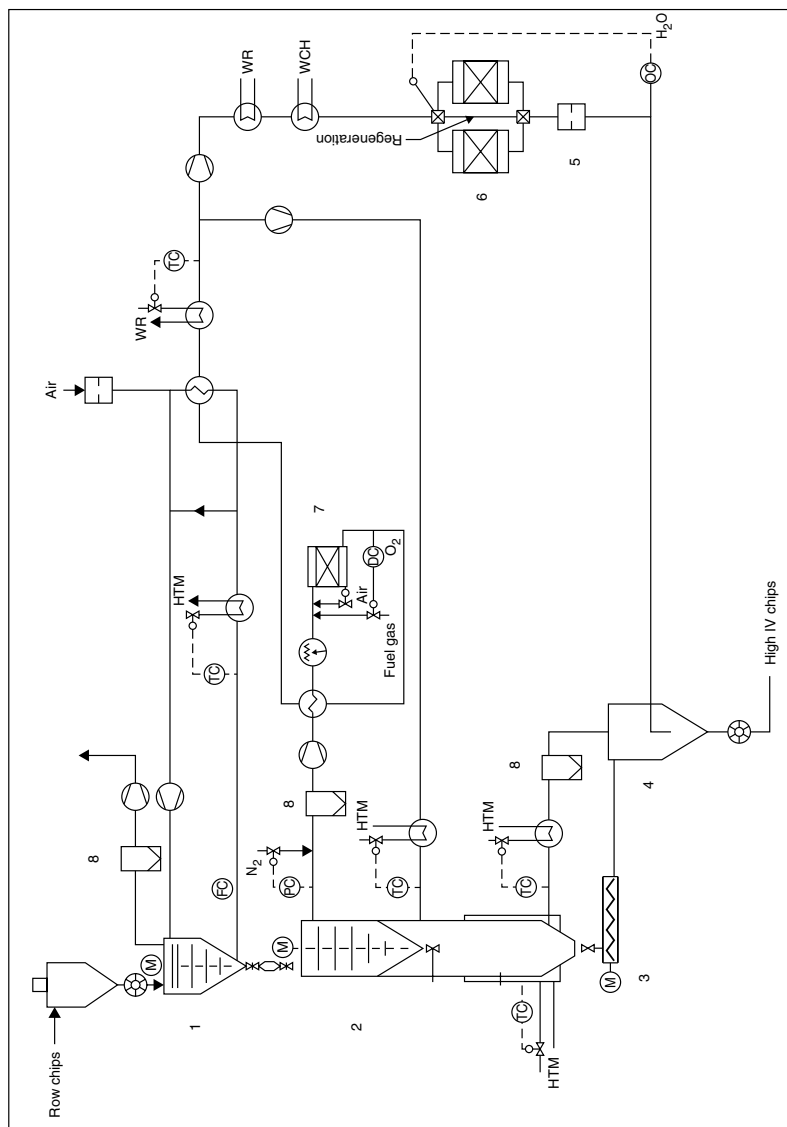 Row chips
M
1
8
FC
TC
HTM
Air
WR
TC
WR
WCH
M
2
PC
N2
8
TC
HTM
Fuel gas
Air
DC
O2
7
Regeneration
6
5
H2O
OC
HTM
TC
M
3
TC
HTM
8
4
High IV chips